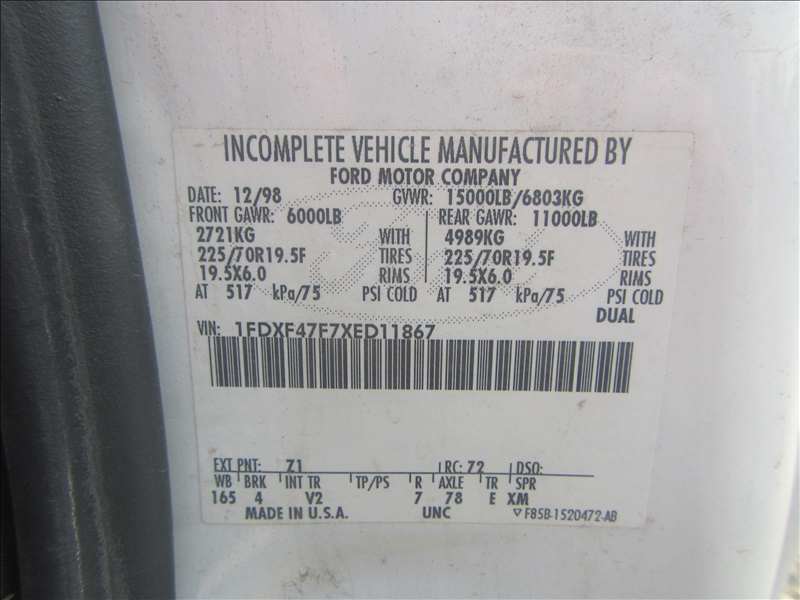 INCOMPLETE VEHICLE MANUFACTURED BY
FORD MOTOR COMPANY
DATE: 12/98 GVWR: 15000LB/6803KG
FRONT GAWR: 6000LB REAR GAWR: 11000LB
2721KG WITH 4989KG WITH
225/70R19.5F TIRES 225/70R19.5F TIRES
19.5X6.0 RIMS 19.5X6.0 RIMS
AT 517 kPa/75 PSI COLD AT 517 kPa/75 PSI COLD
DUAL
VIN: 1FDXF47F7XED11867
EXT PNT: Z1 RC: 72 DSO:
WB BRK INT TR TP/PS R AXLE TR SPR
165 4 V2 7 78 E XM
MADE IN U.S.A. UNC F85B-1520472-AB